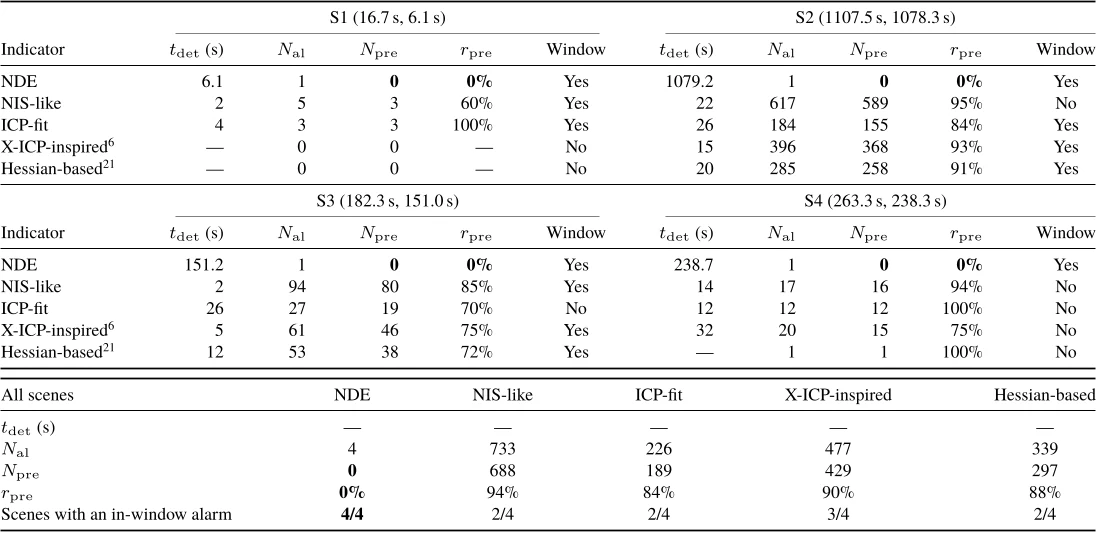 S1 (16.7 s, 6.1 s) S2 (1107.5 s, 1078.3 s)
Indicator t_det (s) N_al N_pre r_pre Window t_det (s) N_al N_pre r_pre Window
NDE 6.1 1 0 0% Yes 1079.2 1 0 0% Yes
NIS-like 2 5 3 60% Yes 22 617 589 95% No
ICP-fit 4 3 3 100% Yes 26 184 155 84% Yes
X-ICP-inspired⁶ — 0 0 — No 15 396 368 93% Yes
Hessian-based²¹ — 0 0 — No 20 285 258 91% Yes
S3 (182.3 s, 151.0 s) S4 (263.3 s, 238.3 s)
Indicator t_det (s) N_al N_pre r_pre Window t_det (s) N_al N_pre r_pre Window
NDE 151.2 1 0 0% Yes 238.7 1 0 0% Yes
NIS-like 2 94 80 85% Yes 14 17 16 94% No
ICP-fit 26 27 19 70% No 12 12 12 100% No
X-ICP-inspired⁶ 5 61 46 75% Yes 32 20 15 75% No
Hessian-based²¹ 12 53 38 72% Yes — 1 1 100% No
All scenes NDE NIS-like ICP-fit X-ICP-inspired Hessian-based
t_det (s) — — — — —
N_al 4 733 226 477 339
N_pre 0 688 189 429 297
r_pre 0% 94% 84% 90% 88%
Scenes with an in-window alarm 4/4 2/4 2/4 3/4 2/4